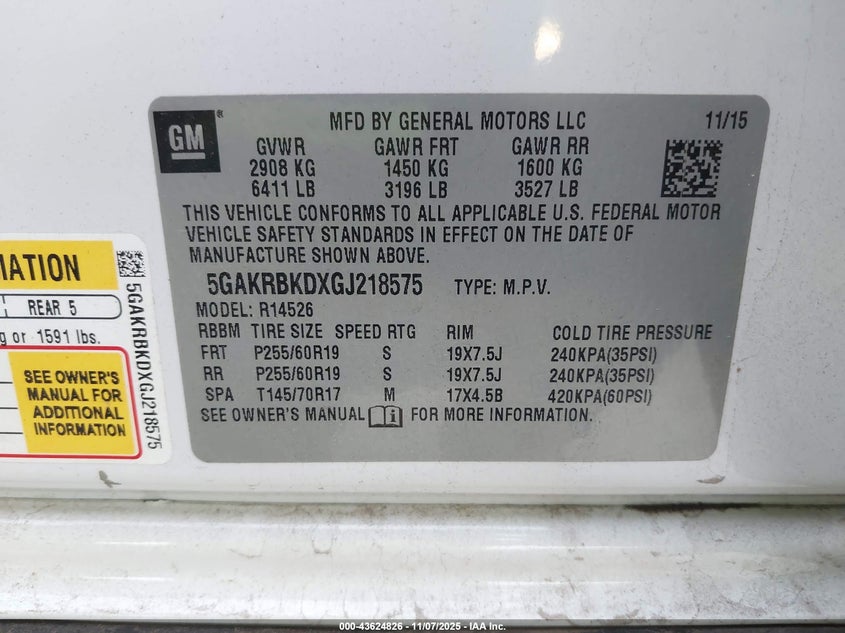 GM
MFD BY GENERAL MOTORS LLC 11/15
GVWR GAWR FRT GAWR RR
2908 KG 1450 KG 1600 KG
6411 LB 3196 LB 3527 LB
THIS VEHICLE CONFORMS TO ALL APPLICABLE U.S. FEDERAL MOTOR
VEHICLE SAFETY STANDARDS IN EFFECT ON THE DATE OF
MANUFACTURE SHOWN ABOVE.
5GAKRBKDXGJ218575 TYPE: M.P.V.
MODEL: R14526
RBBM TIRE SIZE SPEED RTG RIM COLD TIRE PRESSURE
FRT P255/60R19 S 19X7.5J 240KPA(35PSI)
RR P255/60R19 S 19X7.5J 240KPA(35PSI)
SPA T145/70R17 M 17X4.5B 420KPA(60PSI)
SEE OWNER'S MANUAL FOR MORE INFORMATION.
REAR 5
or 1591 lbs.
SEE OWNER'S
MANUAL FOR
ADDITIONAL
INFORMATION
5GAKRBKDXGJ218575
000-43624826 - 11/07/2025 - IAA Inc.